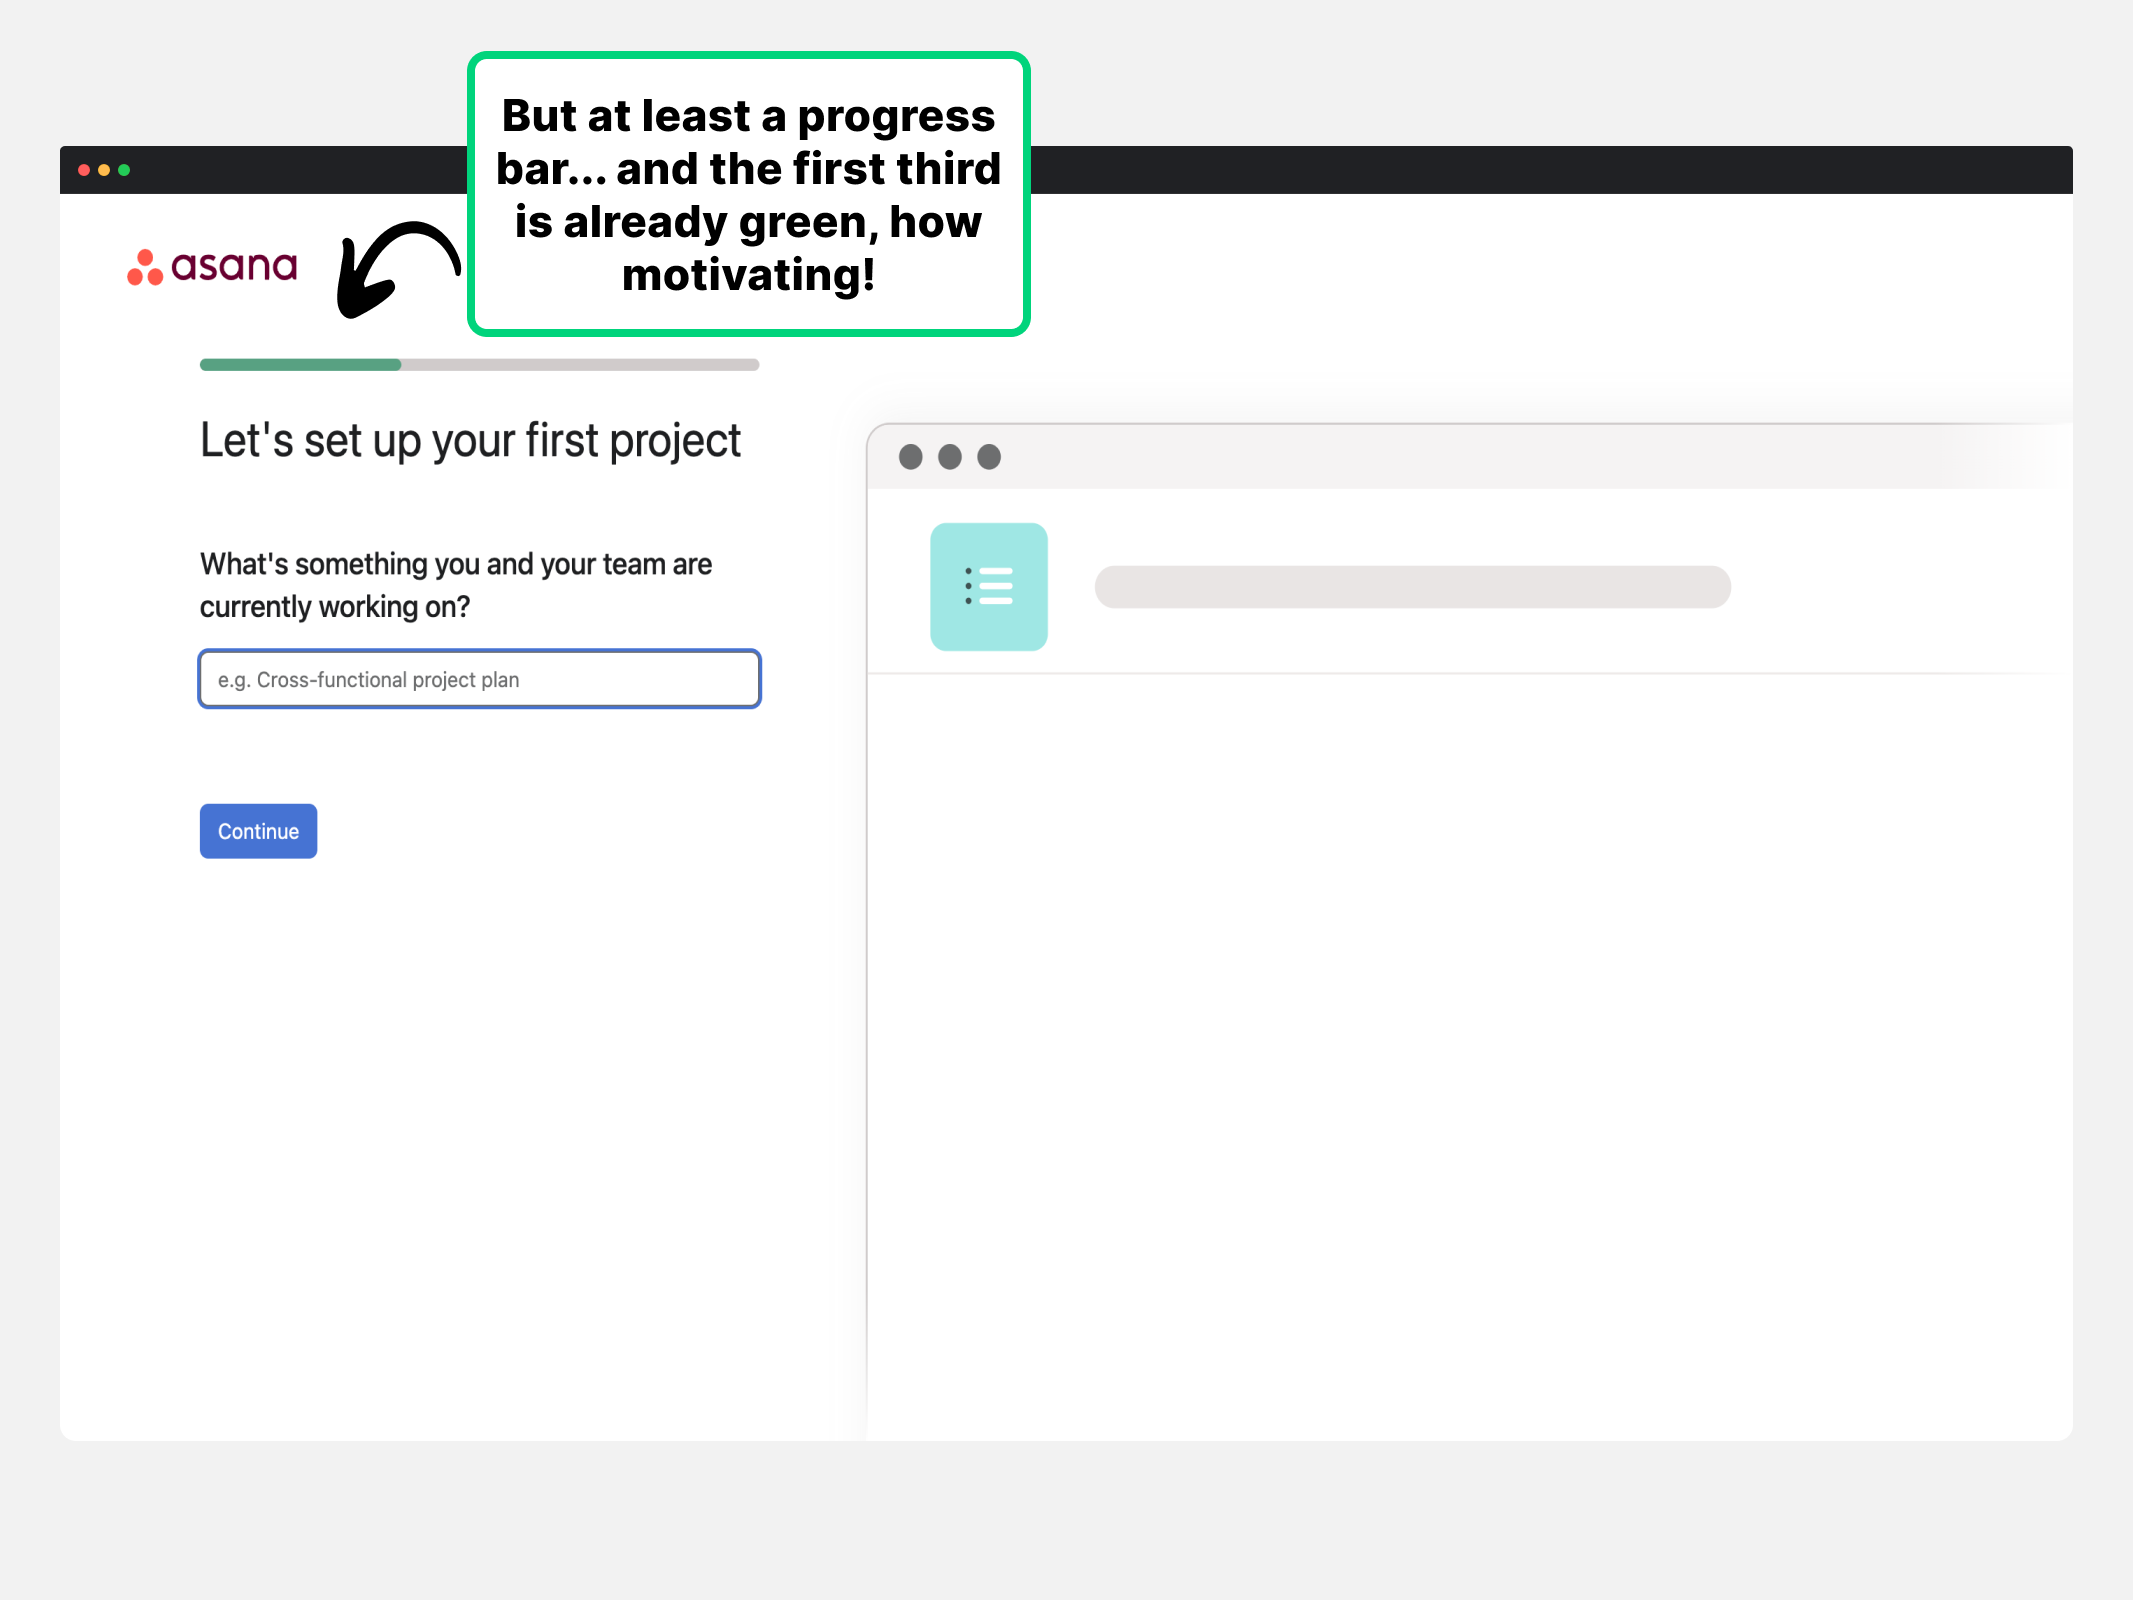 But at least a progress
bar... and the first third
is already green, how
motivating!
asana
Let's set up your first project
What's something you and your team are
currently working on?
e.g. Cross-functional project plan
Continue